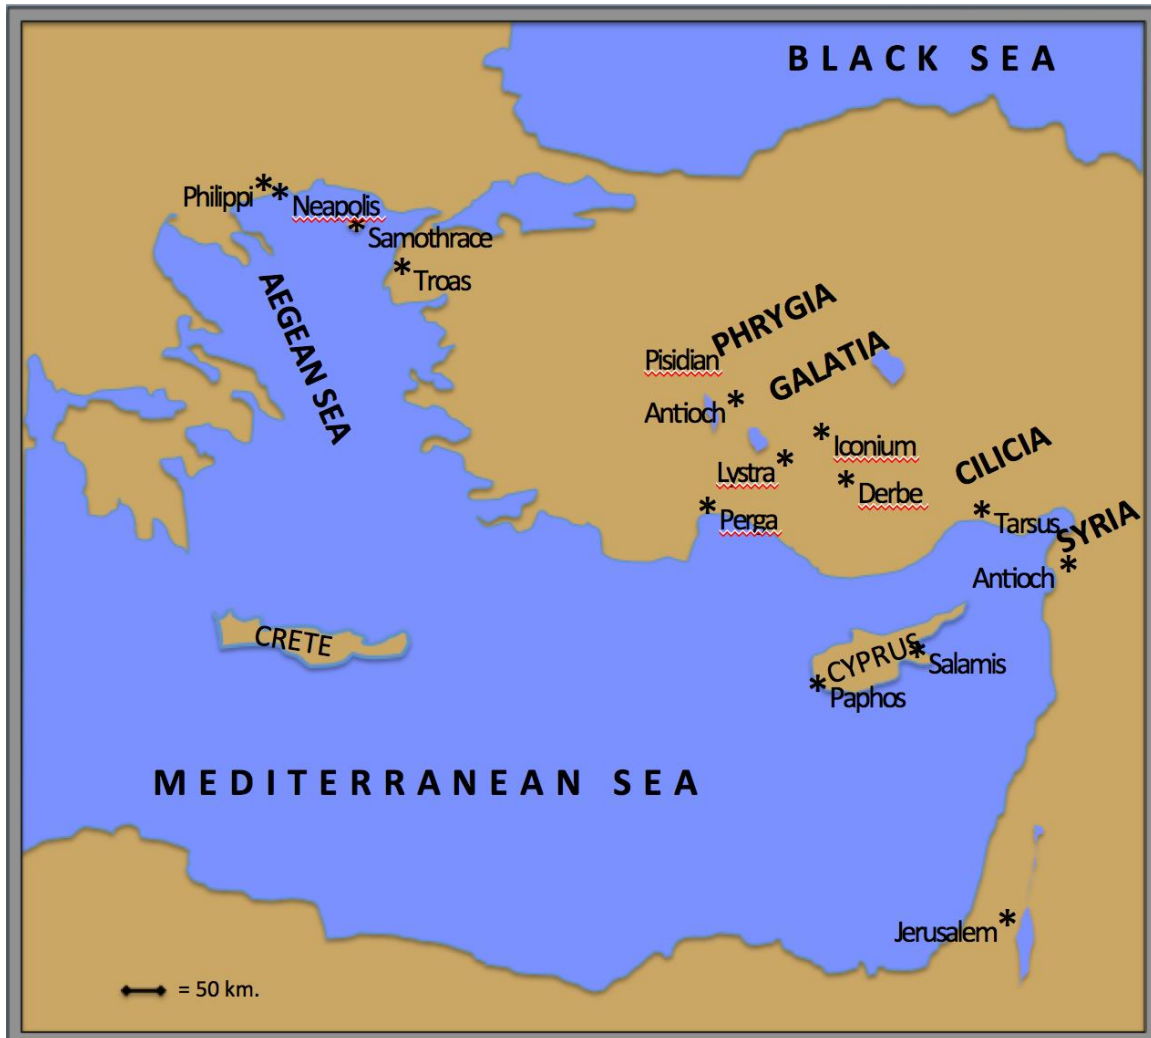 BLACK SEA
Philippi
Neapolis
Samothrace
Troas
AEGEAN SEA
PHRYGIA
Pisidian
Antioch
GALATIA
Iconium
Lystra
Derbe
CILICIA
Perga
Tarsus
SYRIA
Antioch
CRETE
CYPRUS
Salamis
Paphos
MEDITERRANEAN SEA
Jerusalem
= 50 km.